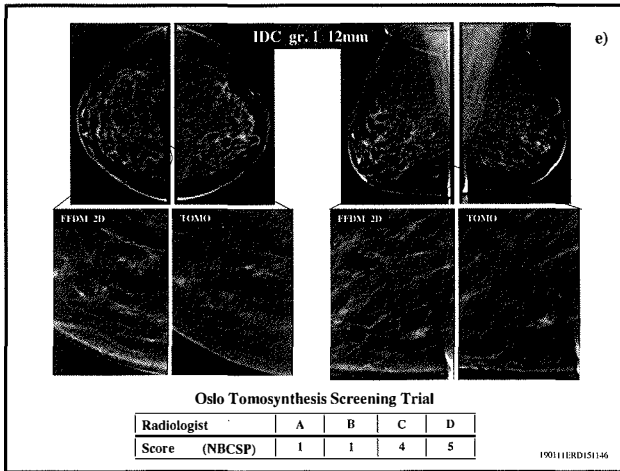 IDC gr. 1 12mm
e)
FFDM 2D TOMO
FFDM 2D TOMO
Oslo Tomosynthesis Screening Trial
Radiologist A B C D
Score (NBCSP) 1 1 4 5
190111ERD151146